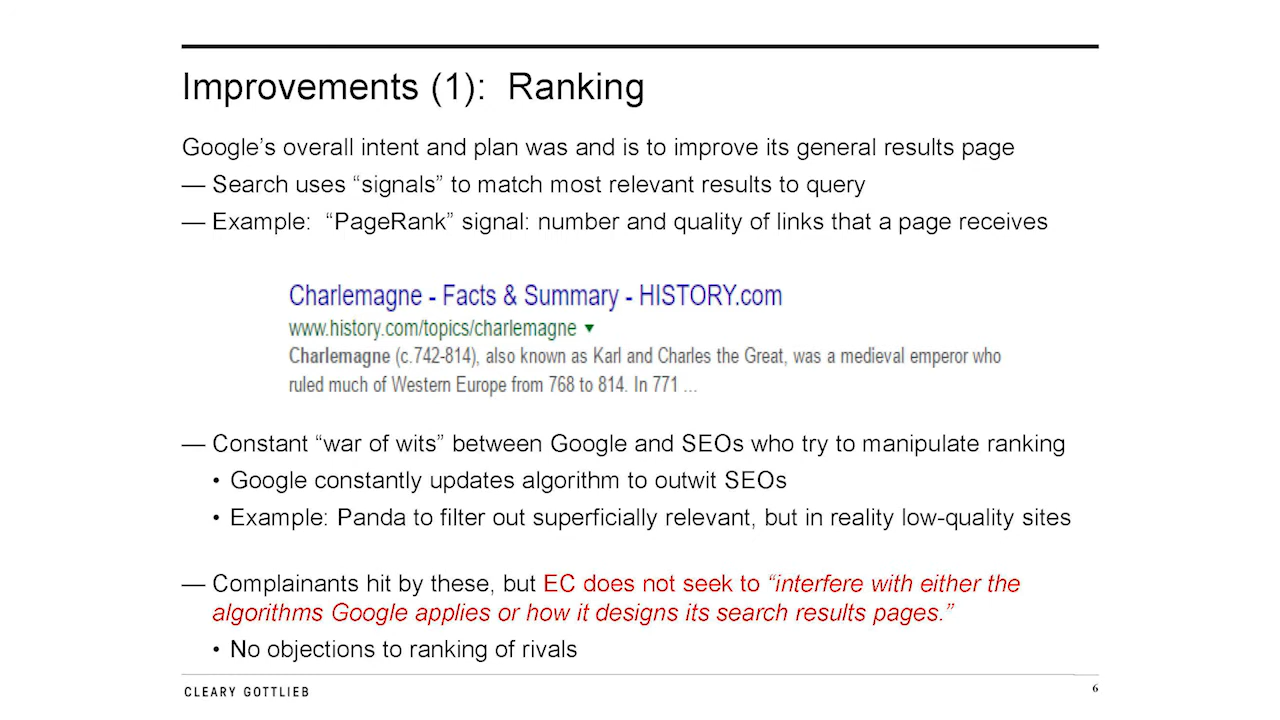 Improvements (1): Ranking
Google’s overall intent and plan was and is to improve its general results page
— Search uses “signals” to match most relevant results to query
— Example: “PageRank” signal: number and quality of links that a page receives
Charlemagne - Facts & Summary - HISTORY.com
www.history.com/topics/charlemagne ▼
Charlemagne (c.742-814), also known as Karl and Charles the Great, was a medieval emperor who
ruled much of Western Europe from 768 to 814. In 771 ...
— Constant “war of wits” between Google and SEOs who try to manipulate ranking
• Google constantly updates algorithm to outwit SEOs
• Example: Panda to filter out superficially relevant, but in reality low-quality sites
— Complainants hit by these, but EC does not seek to “interfere with either the
algorithms Google applies or how it designs its search results pages.”
• No objections to ranking of rivals
CLEARY GOTTLIEB
6